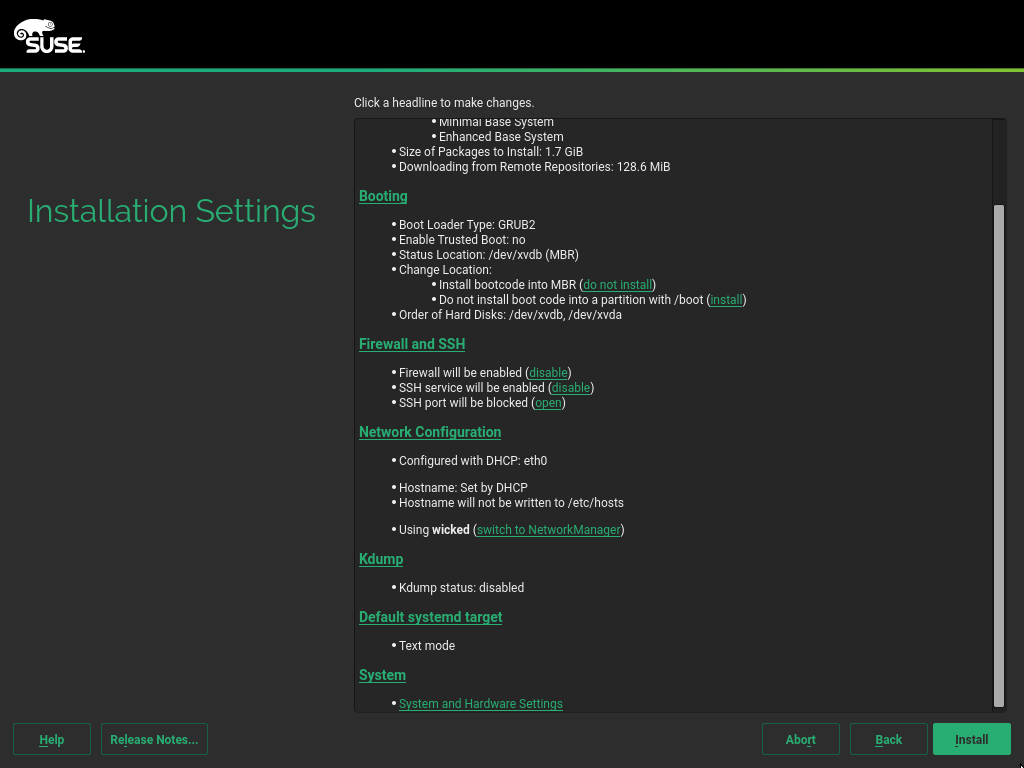 SUSE
Click a headline to make changes.
Installation Settings
• Minimal Base System
• Enhanced Base System
• Size of Packages to Install: 1.7 GiB
• Downloading from Remote Repositories: 128.6 MiB
Booting
• Boot Loader Type: GRUB2
• Enable Trusted Boot: no
• Status Location: /dev/xvdb (MBR)
• Change Location:
• Install bootcode into MBR (do not install)
• Do not install boot code into a partition with /boot (install)
• Order of Hard Disks: /dev/xvdb, /dev/xvda
Firewall and SSH
• Firewall will be enabled (disable)
• SSH service will be enabled (disable)
• SSH port will be blocked (open)
Network Configuration
• Configured with DHCP: eth0
• Hostname: Set by DHCP
• Hostname will not be written to /etc/hosts
• Using wicked (switch to NetworkManager)
Kdump
• Kdump status: disabled
Default systemd target
• Text mode
System
• System and Hardware Settings
Help
Release Notes...
Abort
Back
Install